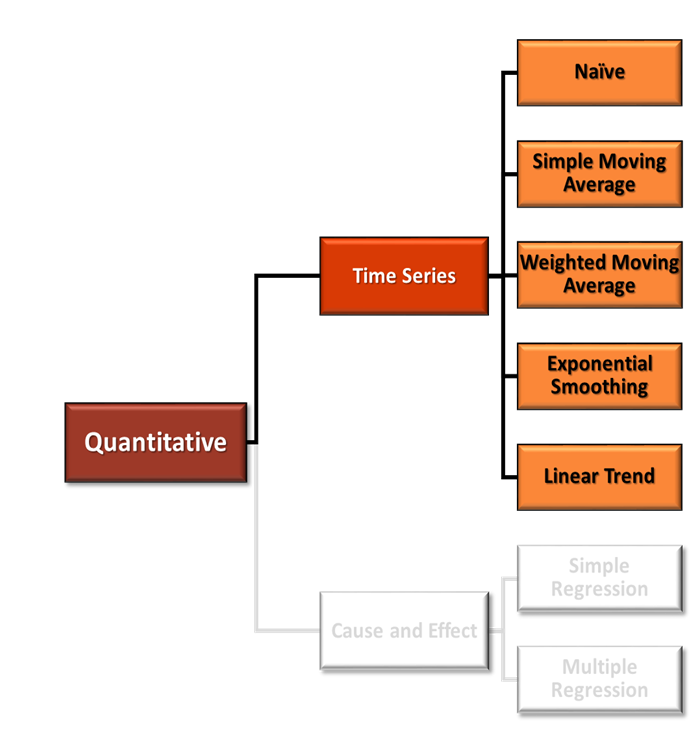 Naïve
Simple Moving
Average
Time Series
Weighted Moving
Average
Exponential
Smoothing
Quantitative
Linear Trend
Cause and Effect
Simple
Regression
Multiple
Regression